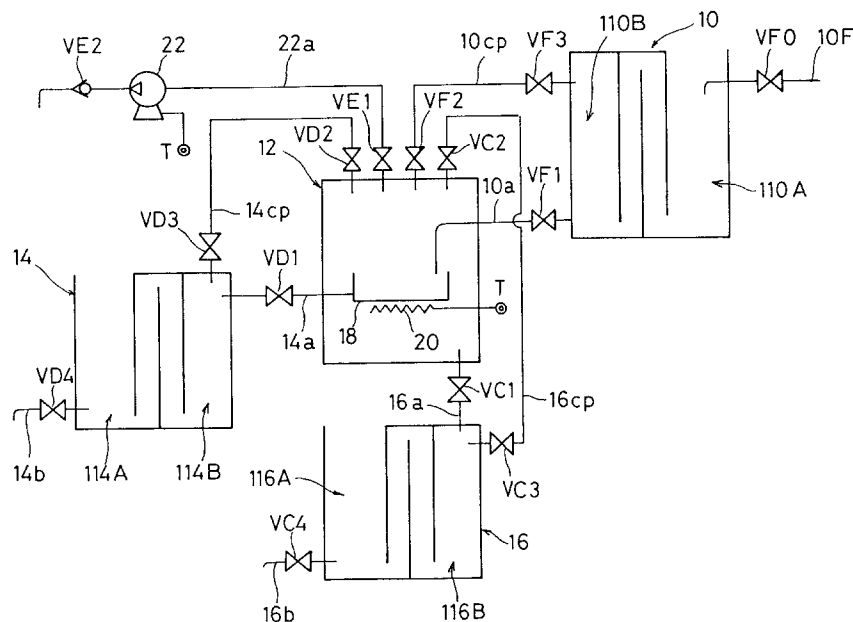 VE2
22
22a
10cp
VF3
110B
10
VF0
10F
VE1
VF2
VD2
VC2
T
12
14cp
10a
VF1
110A
VD3
14
VD1
T
14a
18
20
VD4
VC1
16a
16cp
14b
114A
114B
116A
VC3
VC4
16
16b
116B